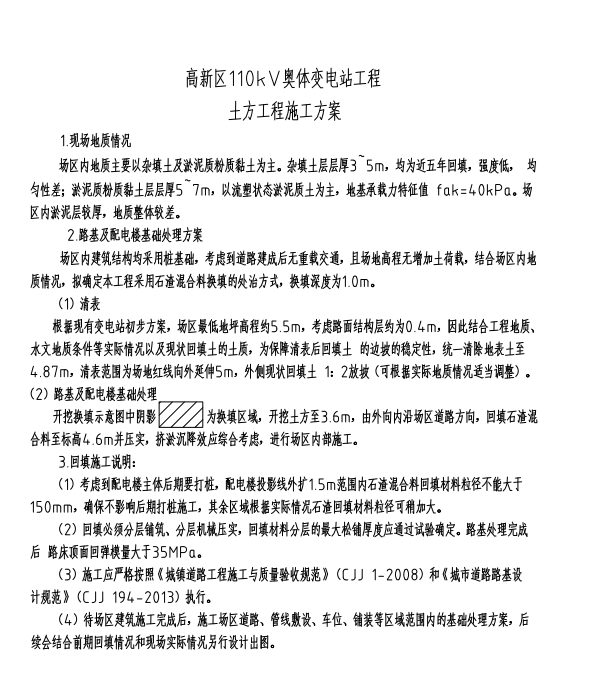 高新区110kV奥体变电站工程
土方工程施工方案
1.现场地质情况
场区内地质主要以杂填土及淤泥质粉质黏土为主。杂填土层层厚3~5m，均为近五年回填，强度低， 均
匀性差；淤泥质粉质黏土层层厚5~7m，以流塑状态淤泥质土为主，地基承载力特征值 fak=40kPa。场
区内淤泥层较厚，地质整体较差。
2.路基及配电楼基础处理方案
场区内建筑结构均采用桩基础，考虑到道路建成后无重载交通，且场地高程无增加土荷载，结合场区内地
质情况，拟确定本工程采用石渣混合料换填的处治方式，换填深度为1.0m。
（1）清表
根据现有变电站初步方案，场区最低地坪高程约5.5m，考虑路面结构层约为0.4m，因此结合工程地质、
水文地质条件等实际情况以及现状回填土的土质，为保障清表后回填土 的边坡的稳定性，统一清除地表土至
4.87m，清表范围为场地红线向外延伸5m，外侧现状回填土 1：2放坡（可根据实际地质情况适当调整）。
（2）路基及配电楼基础处理
开挖换填示意图中阴影 为换填区域，开挖土方至3.6m，由外向内沿场区道路方向，回填石渣混
合料至标高4.6m并压实，挤淤沉降效应综合考虑，进行场区内部施工。
3.回填施工说明：
（1）考虑到配电楼主体后期要打桩，配电楼投影线外扩1.5m范围内石渣混合料回填材料粒径不能大于
150mm，确保不影响后期打桩施工，其余区域根据实际情况石渣回填材料粒径可稍加大。
（2）回填必须分层铺筑、分层机械压实，回填材料分层的最大松铺厚度应通过试验确定。路基处理完成
后 路床顶面回弹模量大于35MPa。
（3）施工应严格按照《城镇道路工程施工与质量验收规范》（CJJ 1-2008）和《城市道路路基设
计规范》（CJJ 194-2013）执行。
（4）待场区建筑施工完成后，施工场区道路、管线敷设、车位、铺装等区域范围内的基础处理方案，后
续会结合前期回填情况和现场实际情况另行设计出图。